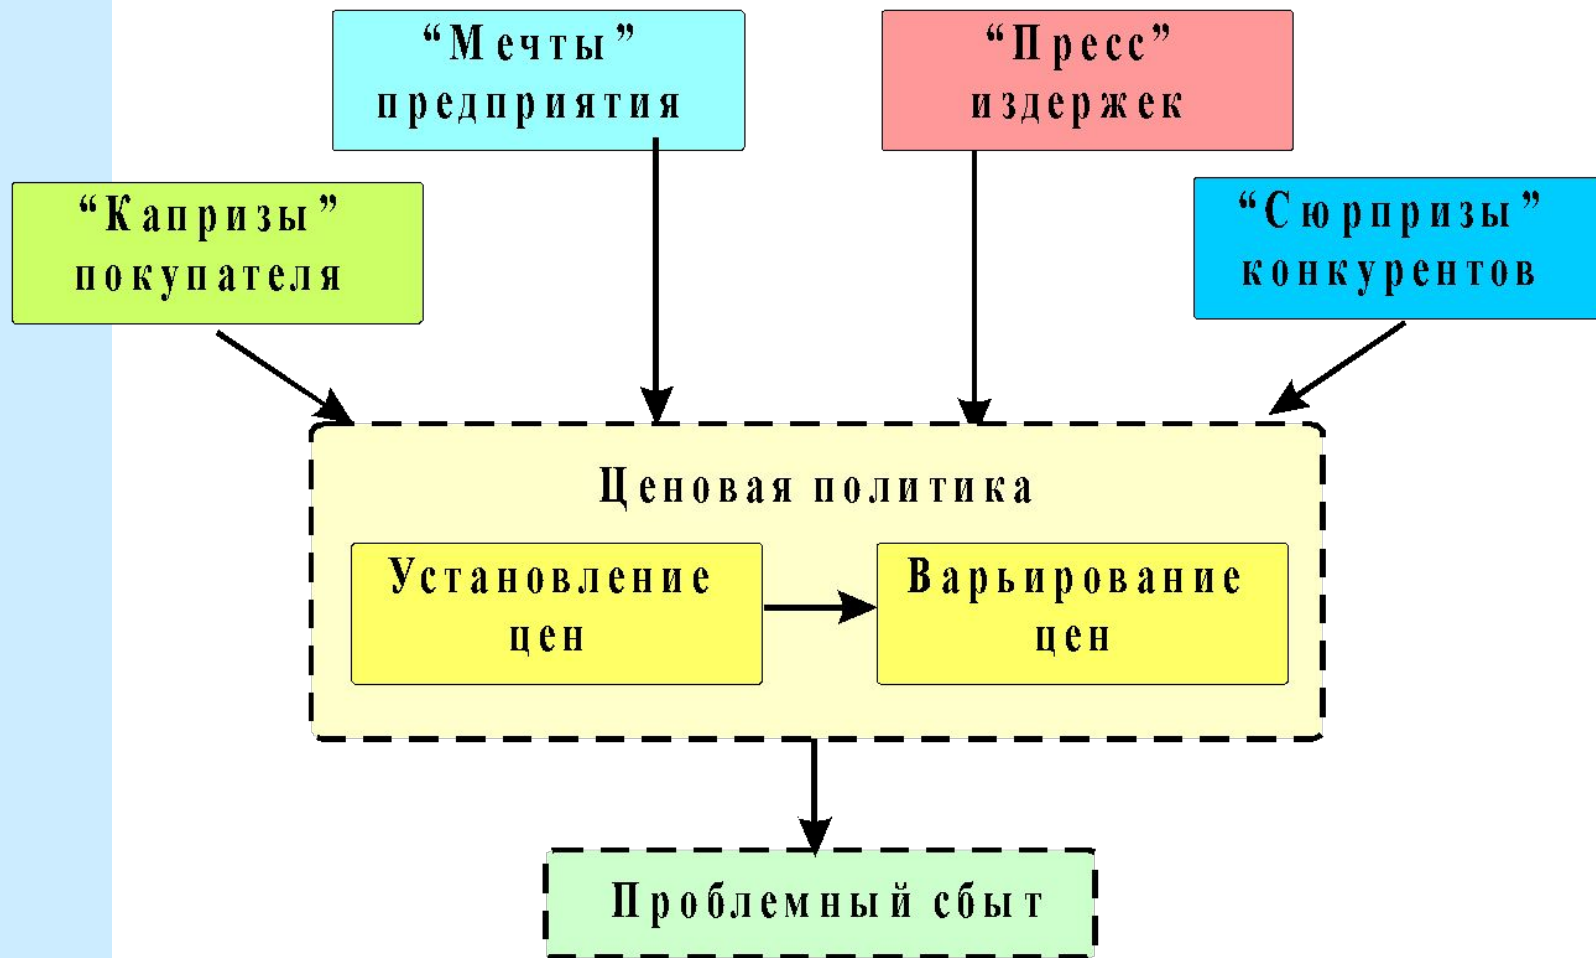 “Мечты”
предприятия
“Пресс”
издержек
“Капризы”
покупателя
“Сюрпризы”
конкурентов
Ценовая политика
Установление
цен
Варьирование
цен
Проблемный сбыт